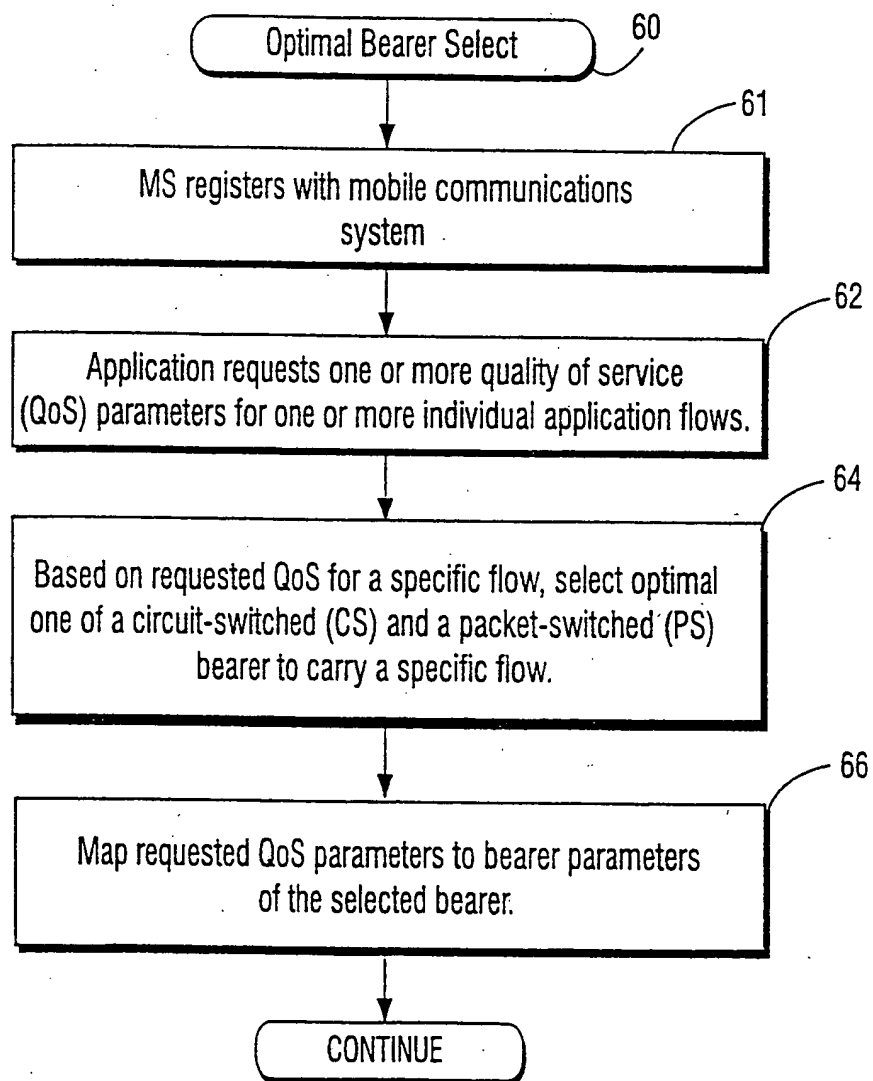 Optimal Bearer Select
60
61
MS registers with mobile communications
system
62
Application requests one or more quality of service
(QoS) parameters for one or more individual application flows.
64
Based on requested QoS for a specific flow, select optimal
one of a circuit-switched (CS) and a packet-switched (PS)
bearer to carry a specific flow.
66
Map requested QoS parameters to bearer parameters
of the selected bearer.
CONTINUE